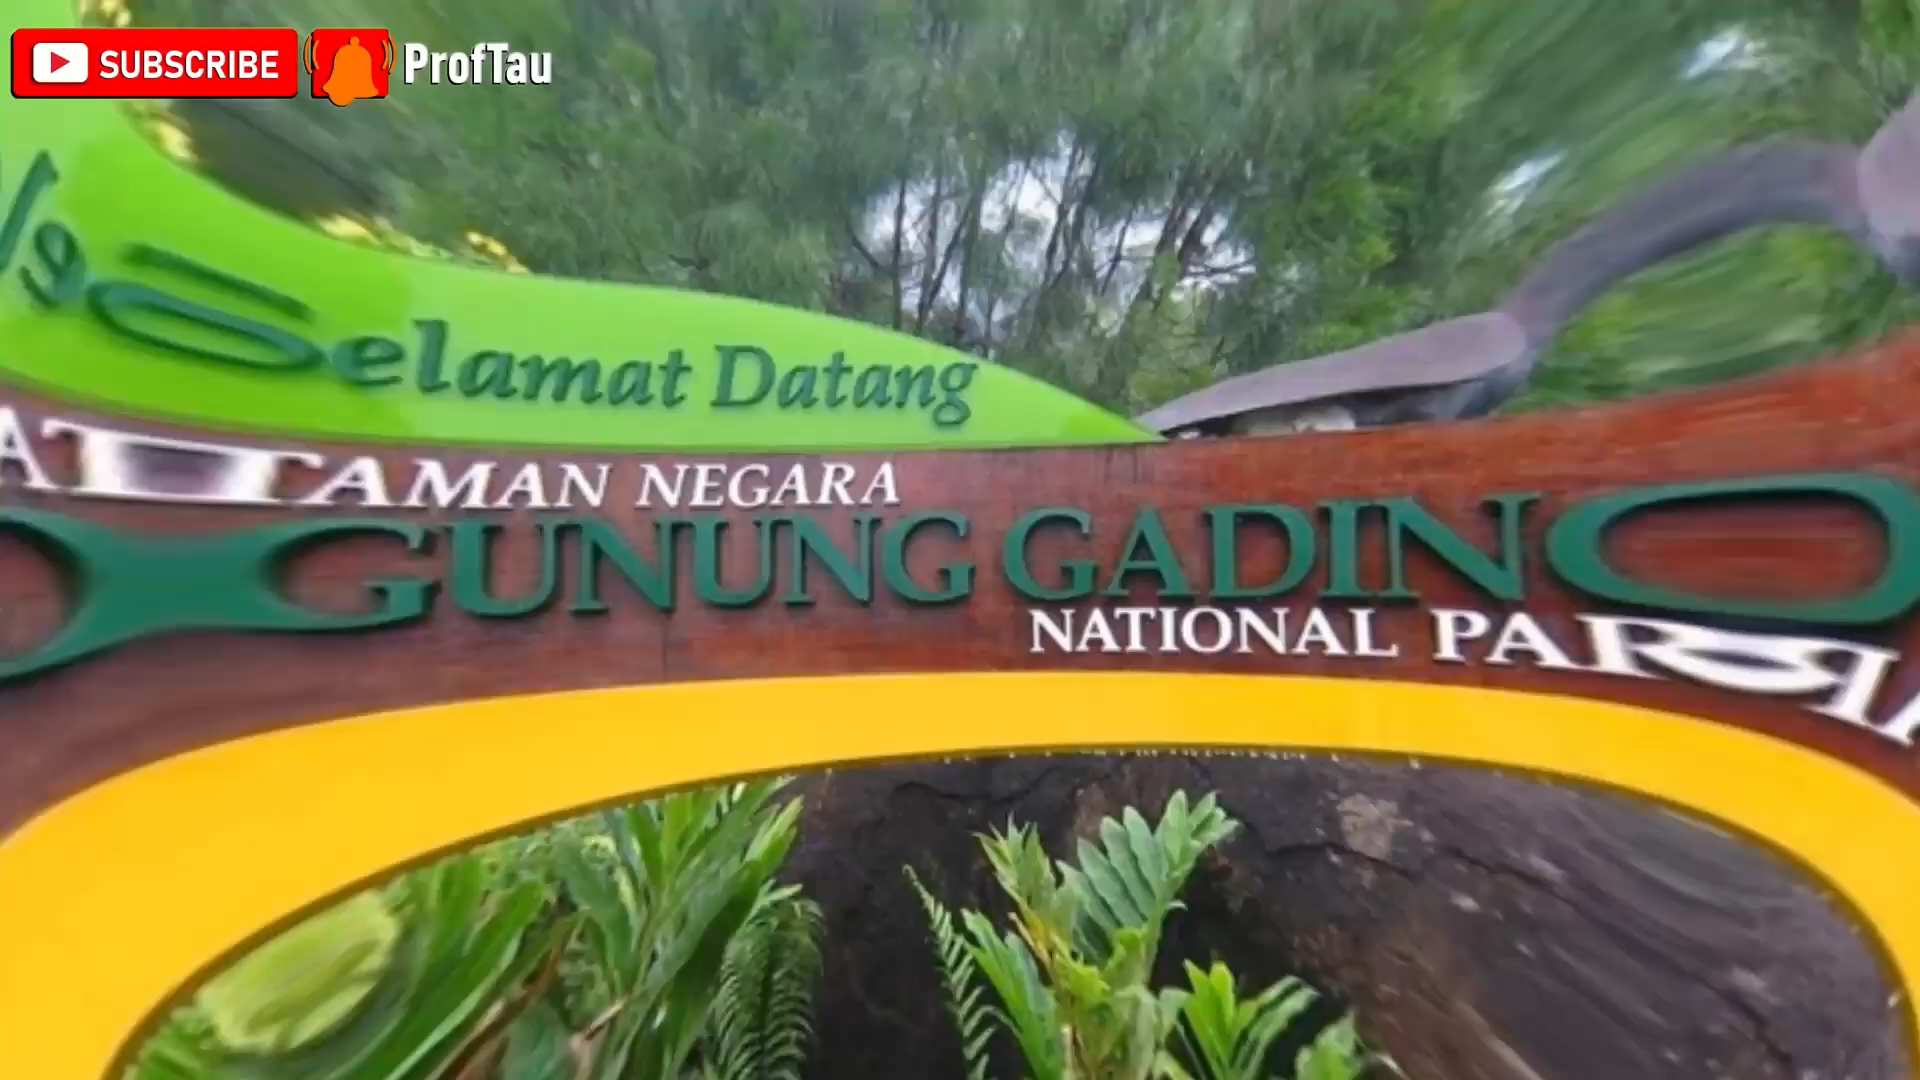 SUBSCRIBE ProfTau
Selamat Datang
TAMAN NEGARA
GUNUNG GADING
NATIONAL PARK